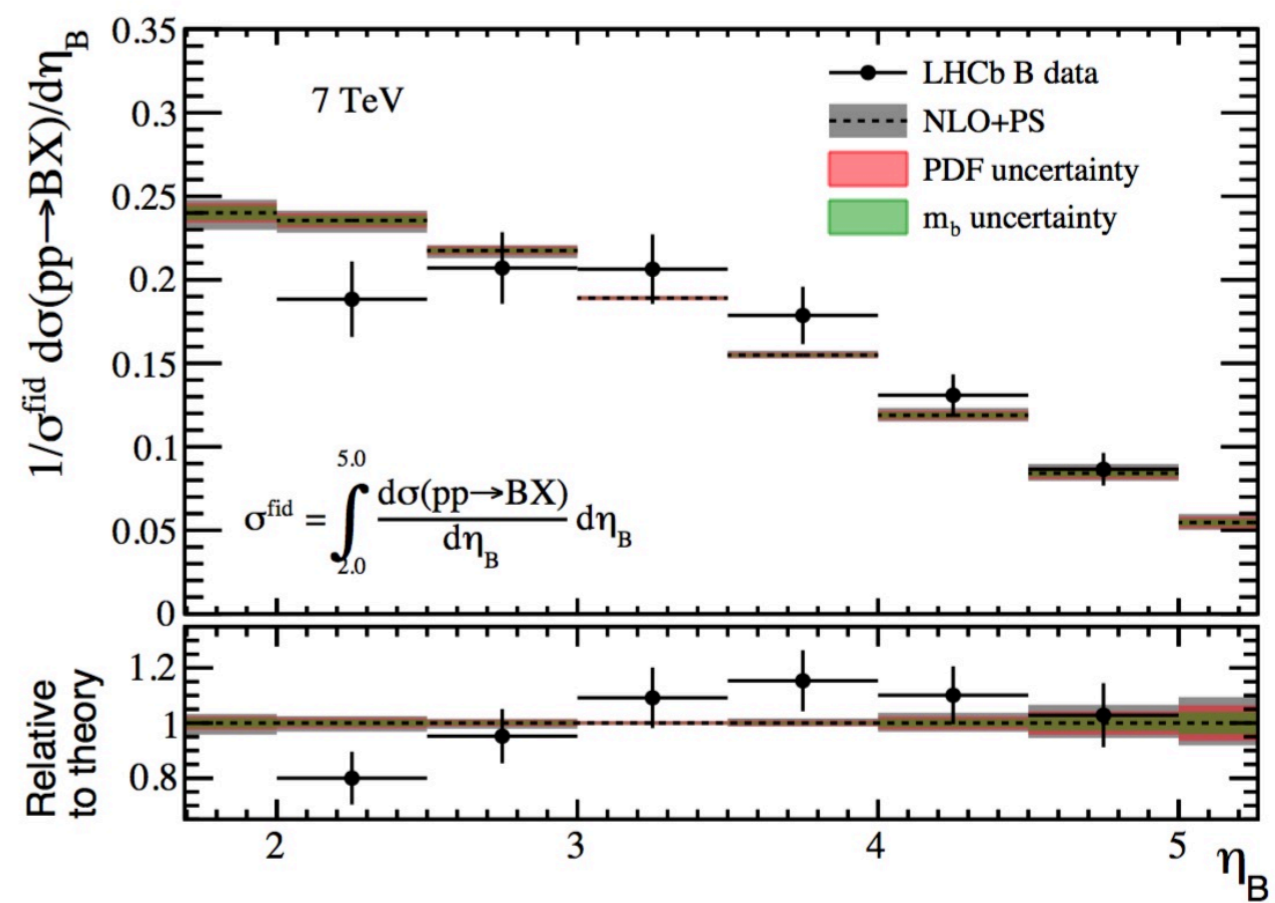 1/σ^fid dσ(pp→BX)/dη_B
0.35
0.3
0.25
0.2
0.15
0.1
0.05
0
7 TeV
LHCb B data
NLO+PS
PDF uncertainty
m_b uncertainty
σ^fid = ∫_2.0^5.0 dσ(pp→BX)/dη_B dη_B
Relative
to theory
1.2
1
0.8
2 3 4 5
η_B